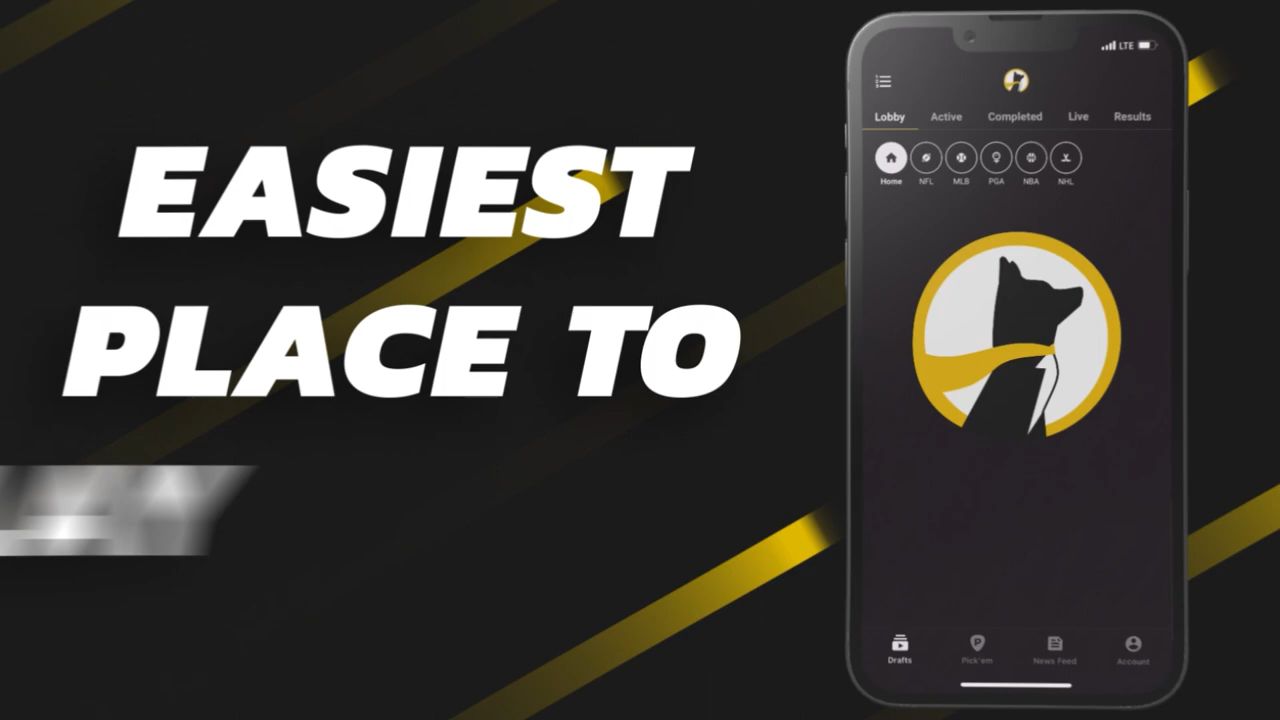 EASIEST
PLACE TO
LTE
Lobby Active Completed Live Results
Home NFL MLB PGA NBA NHL
Drafts Pick'em News Feed Account